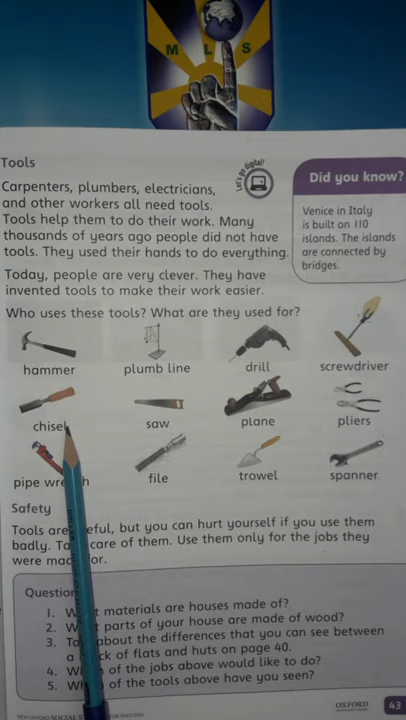 M L S
Tools
Let's go digital!
Carpenters, plumbers, electricians,
and other workers all need tools.
Tools help them to do their work. Many
thousands of years ago people did not have
tools. They used their hands to do everything.
Today, people are very clever. They have
invented tools to make their work easier.
Did you know?
Venice in Italy
is built on 110
islands. The islands
are connected by
bridges.
Who uses these tools? What are they used for?
hammer plumb line drill screwdriver
chisel saw plane pliers
pipe wr h file trowel spanner
Safety
Tools are eful, but you can hurt yourself if you use them
badly. Ta care of them. Use them only for the jobs they
were mad for.
Question
1. W t materials are houses made of?
2. W t parts of your house are made of wood?
3. Ta about the differences that you can see between
a ck of flats and huts on page 40.
4. W of the jobs above would like to do?
5. Wh of the tools above have you seen?
NEW OXFORD SOCIAL S FOR PAKISTAN
OXFORD
43